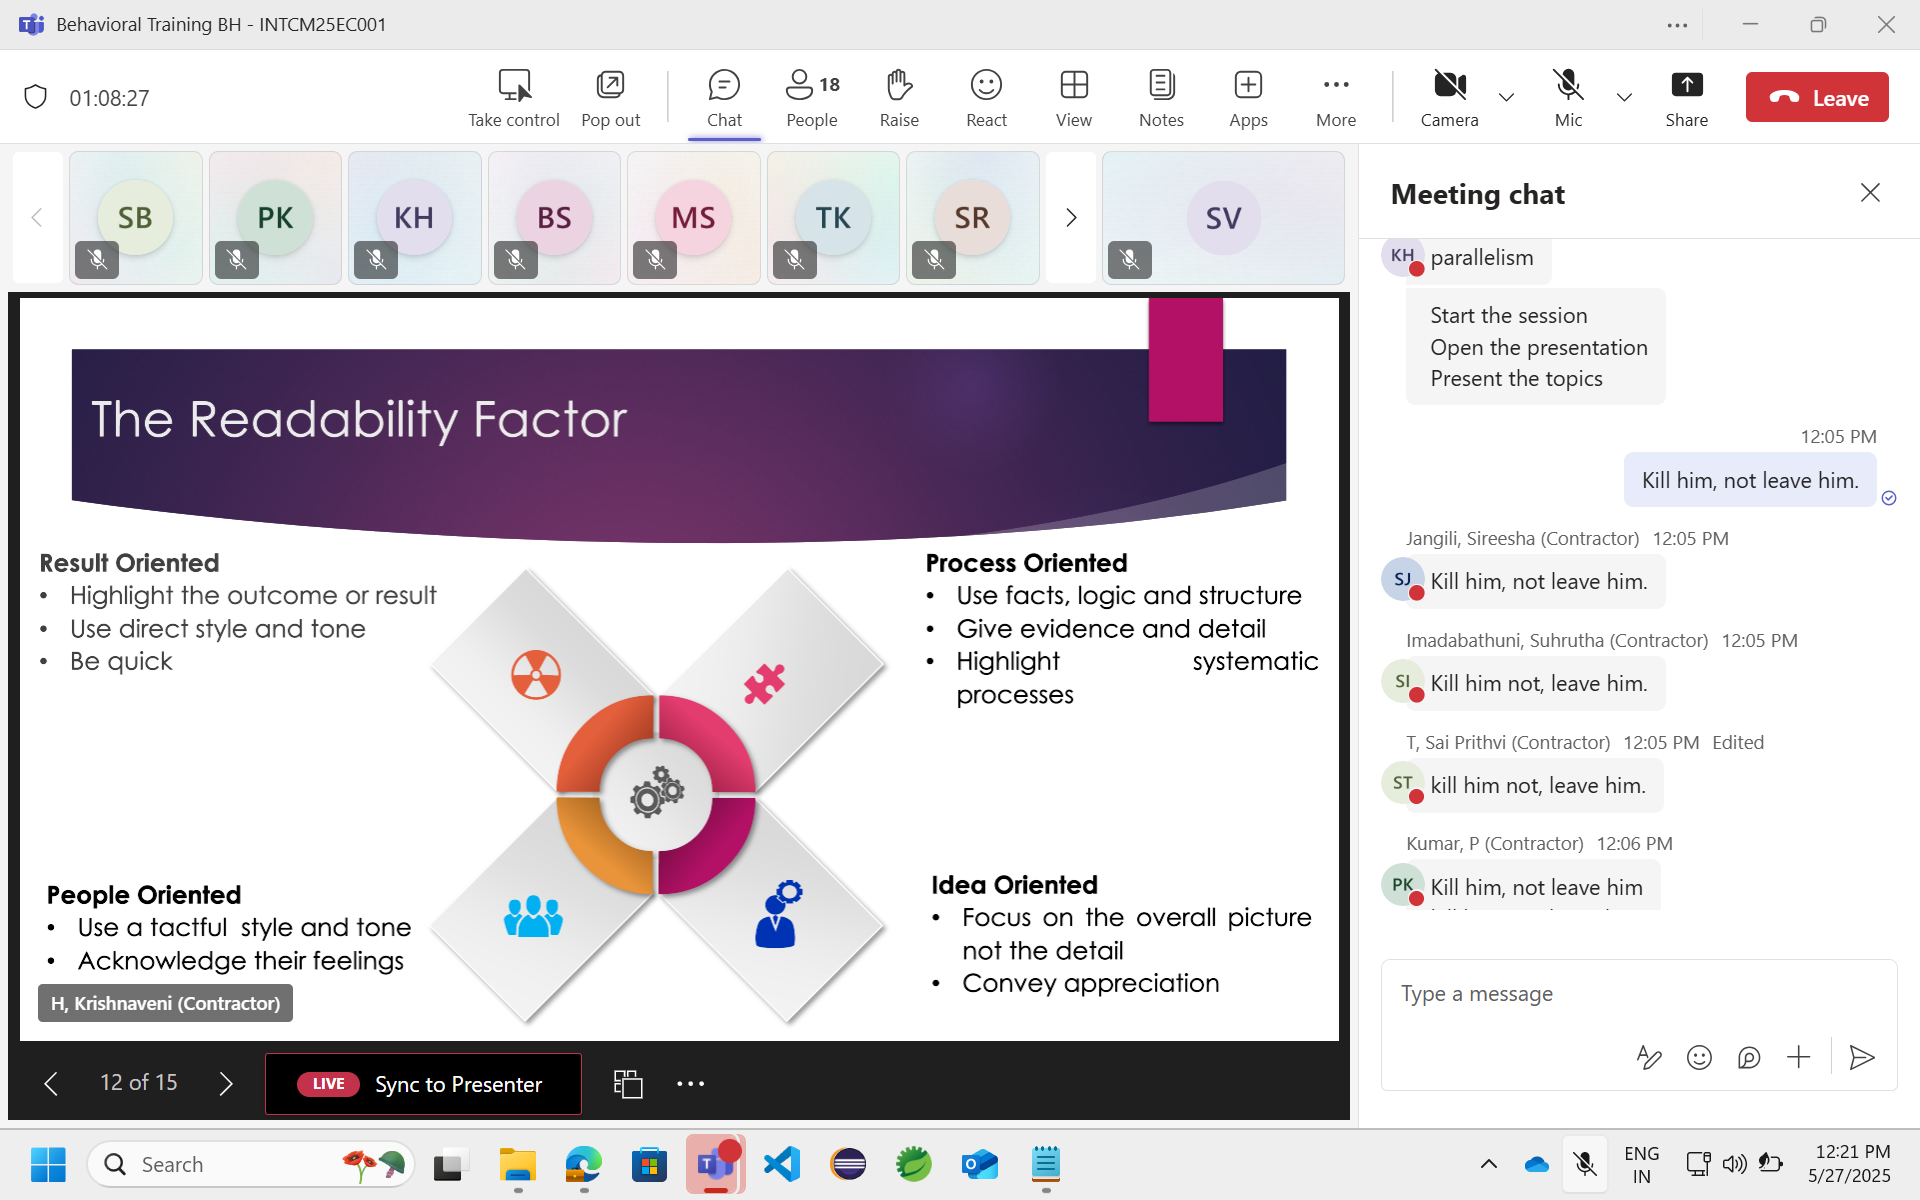 Behavioral Training BH - INTCM25EC001
01:08:27
Take control
Pop out
Chat
18
People
Raise
React
View
Notes
Apps
More
Camera
Mic
Share
Leave
SB
PK
KH
BS
MS
TK
SR
SV
The Readability Factor
Result Oriented
• Highlight the outcome or result
• Use direct style and tone
• Be quick
Process Oriented
• Use facts, logic and structure
• Give evidence and detail
• Highlight systematic
processes
People Oriented
• Use a tactful style and tone
• Acknowledge their feelings
Idea Oriented
• Focus on the overall picture
not the detail
• Convey appreciation
H, Krishnaveni (Contractor)
12 of 15
LIVE Sync to Presenter
Meeting chat
KH
parallelism
Start the session
Open the presentation
Present the topics
12:05 PM
Kill him, not leave him.
Jangili, Sireesha (Contractor) 12:05 PM
SJ
Kill him, not leave him.
Imadabathuni, Suhrutha (Contractor) 12:05 PM
SI
Kill him not, leave him.
T, Sai Prithvi (Contractor) 12:05 PM Edited
ST
kill him not, leave him.
Kumar, P (Contractor) 12:06 PM
PK
Kill him, not leave him
Type a message
Search
ENG
IN
12:21 PM
5/27/2025